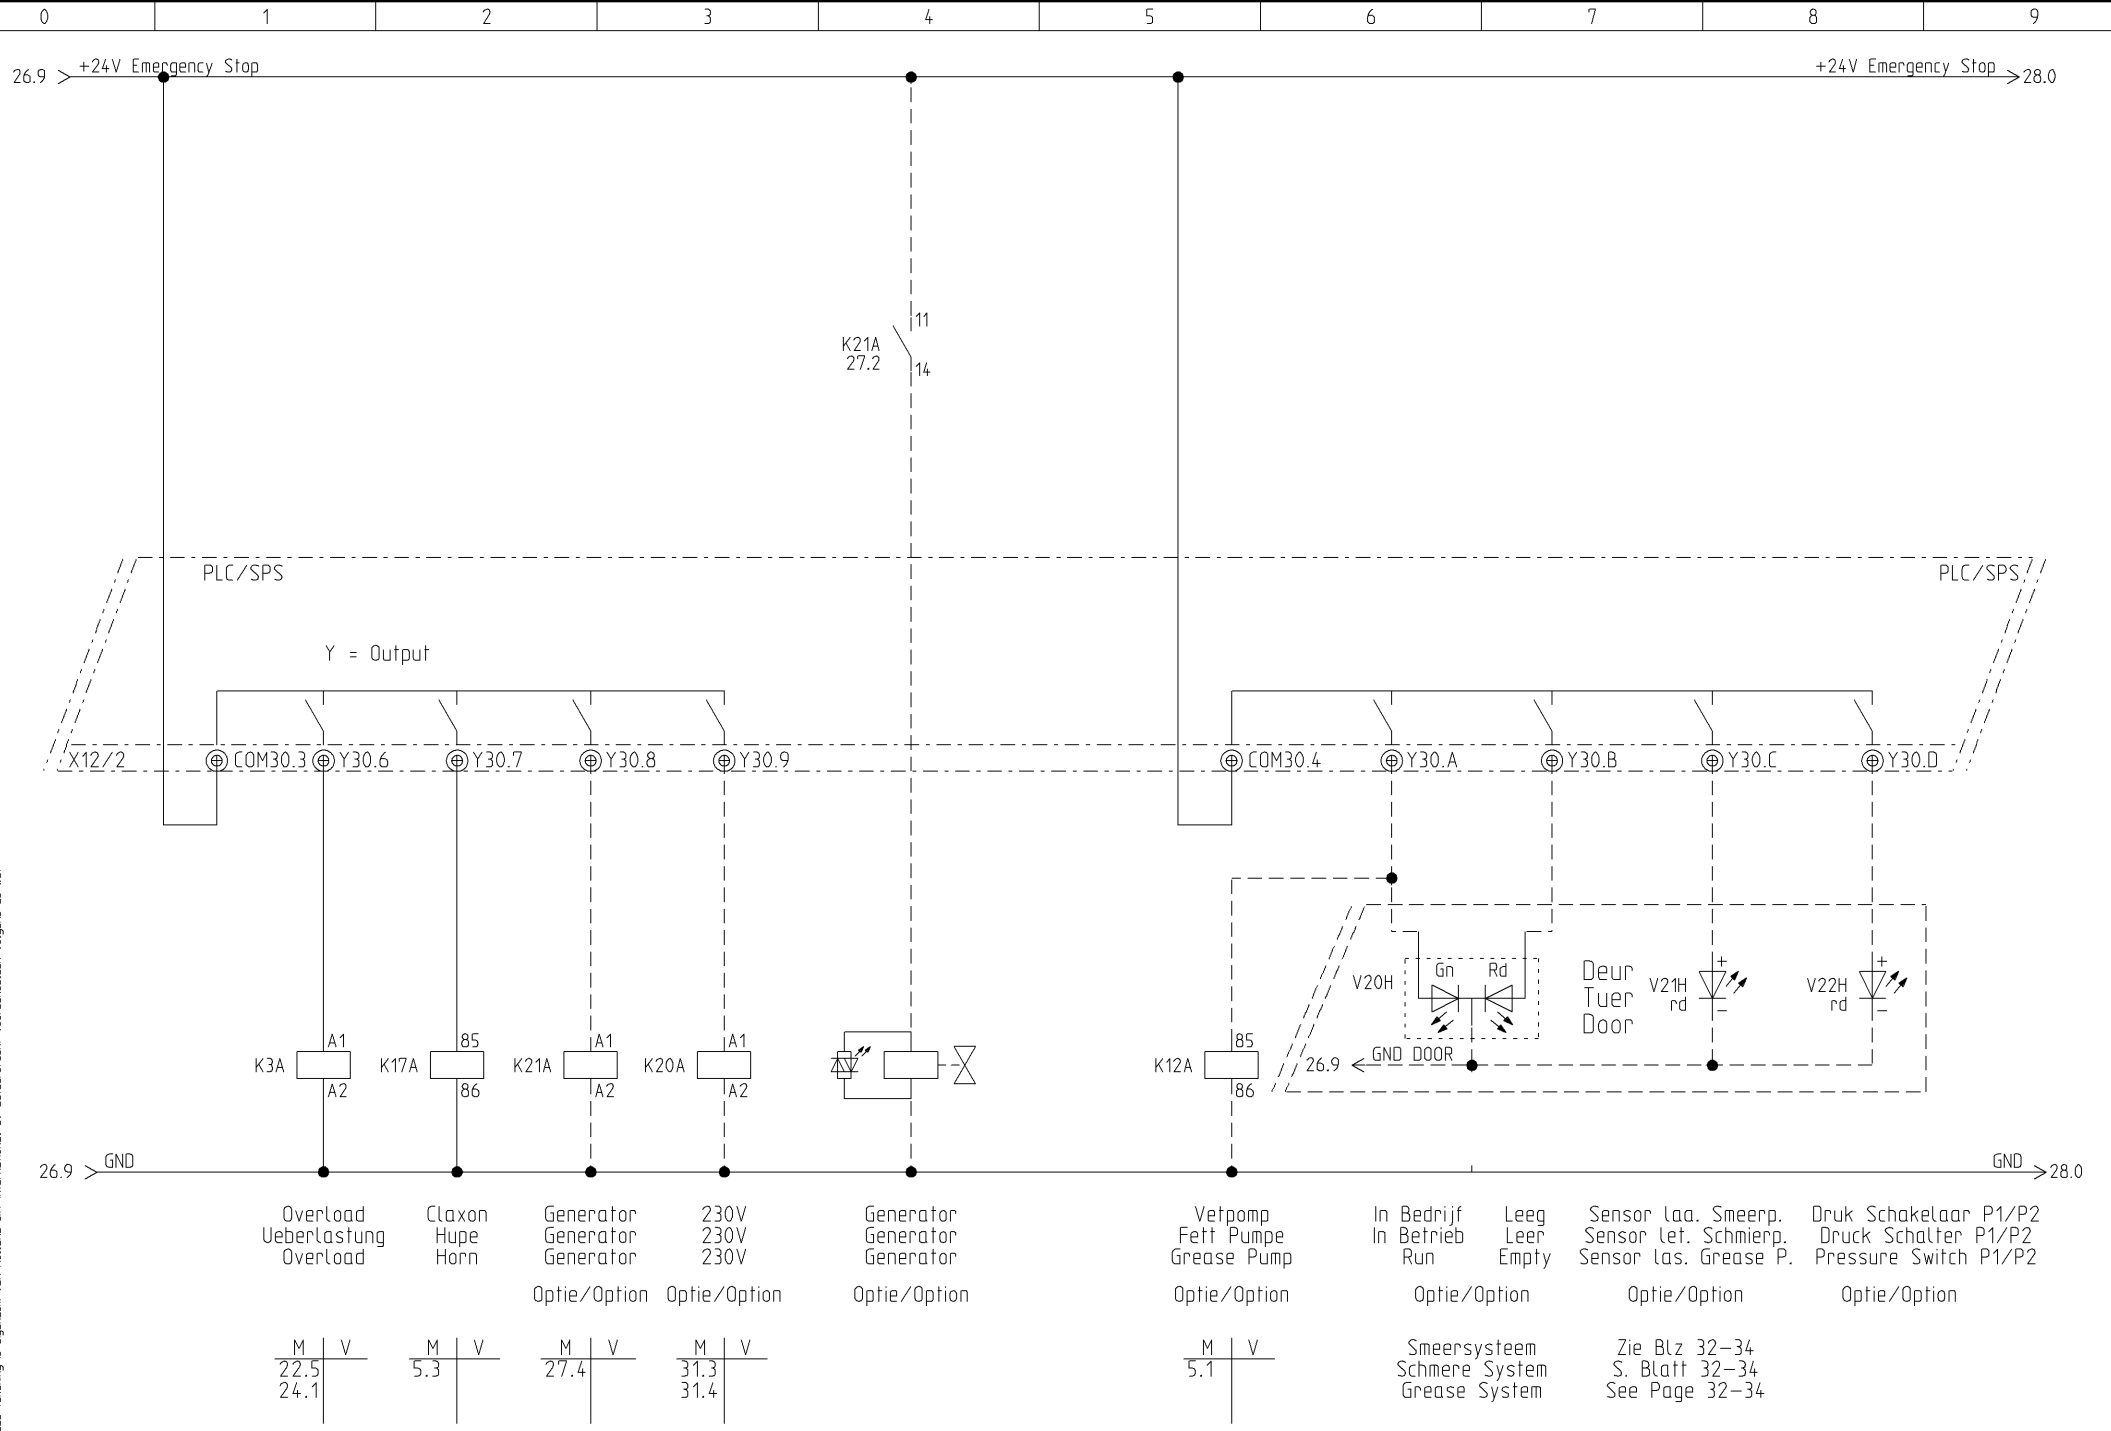 0 1 2 3 4 5 6 7 8 9
26.9 +24V Emergency Stop
+24V Emergency Stop 28.0
11
K21A
27.2
14
PLC/SPS
PLC/SPS
Y = Output
X12/2 COM30.3 Y30.6 Y30.7 Y30.8 Y30.9 COM30.4 Y30.A Y30.B Y30.C Y30.D
V20H Gn Rd
Deur
Tuer
Door
V21H
rd
+
-
V22H
rd
+
-
K3A A1 A2
K17A 85 86
K21A A1 A2
K20A A1 A2
K12A 85 86
26.9 GND DOOR
26.9 GND
GND 28.0
Overload
Ueberlastung
Overload
Claxon
Hupe
Horn
Generator
Generator
Generator
Optie/Option
230V
230V
230V
Optie/Option
Generator
Generator
Generator
Optie/Option
Vetpomp
Fett Pumpe
Grease Pump
Optie/Option
In Bedrijf
In Betrieb
Run
Leeg
Leer
Empty
Optie/Option
Sensor laa. Smeerp.
Sensor let. Schmierp.
Sensor las. Grease P.
Optie/Option
Druk Schakelaar P1/P2
Druck Schalter P1/P2
Pressure Switch P1/P2
Optie/Option
M V
22.5
24.1
M V
5.3
M V
27.4
M V
31.3
31.4
M V
5.1
Smeersysteem
Schmere System
Grease System
Zie Blz 32-34
S. Blatt 32-34
See Page 32-34